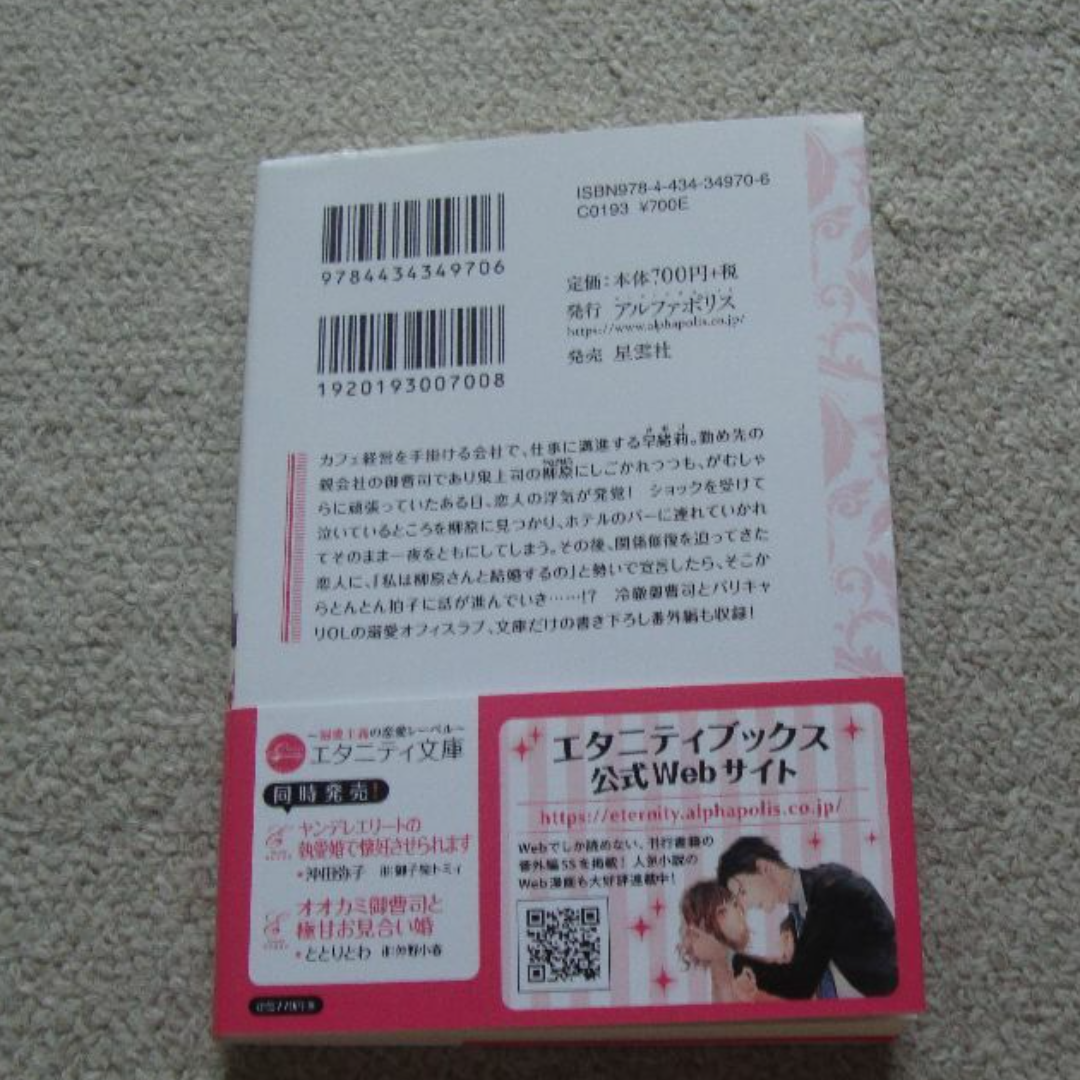 ISBN978-4-434-34970-6
C0193 ¥700E
9784434349706
1920193007008
定価：本体700円+税
発行 アルファポリス
https://www.alphapolis.co.jp/
発売 星雲社
カフェ経営を手掛ける会社で、仕事に邁進する早緒莉。勤め先の
親会社の御曹司であり鬼上司の柳原にしごかれつつも、がむしゃ
らに頑張っていたある日、恋人の浮気が発覚！ ショックを受けて
泣いているところを柳原に見つかり、ホテルのバーに連れていかれ
てそのまま一夜をともにしてしまう。その後、関係修復を迫ってきた
恋人に、「私は柳原さんと結婚するの」と勢いで宣言したら、そこか
らとんとん拍子に話が進んでいき……!? 冷徹御曹司とバリキャ
リOLの溺愛オフィスラブ、文庫だけの書き下ろし番外編も収録！
～溺愛主義の恋愛レーベル～
エタニティ文庫
同時発売！
ヤンデレエリートの
執愛婚で懐妊させられます
・沖田弥子
オオカミ御曹司と
極甘お見合い婚
・ととりとわ
エタニティブックス
公式Webサイト
https://eternity.alphapolis.co.jp/
Webでしか読めない、刊行書籍の
番外編SSを掲載！ 人気小説の
Web漫画も大好評連載中！